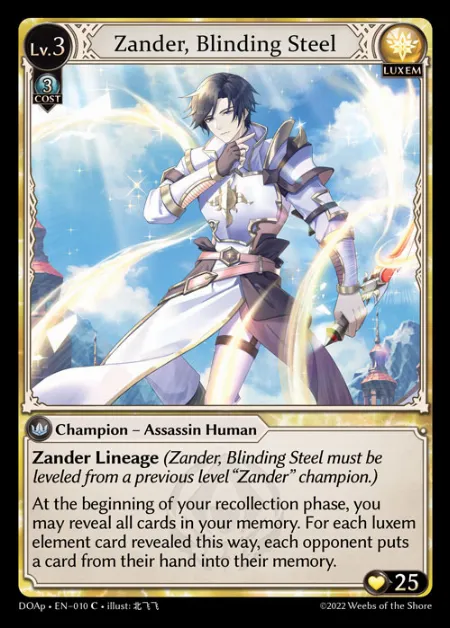 Lv.3
Zander, Blinding Steel
LUXEM
3
COST
Champion – Assassin Human
Zander Lineage (Zander, Blinding Steel must be
leveled from a previous level “Zander” champion.)
At the beginning of your recollection phase, you
may reveal all cards in your memory. For each luxem
element card revealed this way, each opponent puts
a card from their hand into their memory.
25
DOAp • EN-010 C • illust: 北飞飞
©2022 Weebs of the Shore